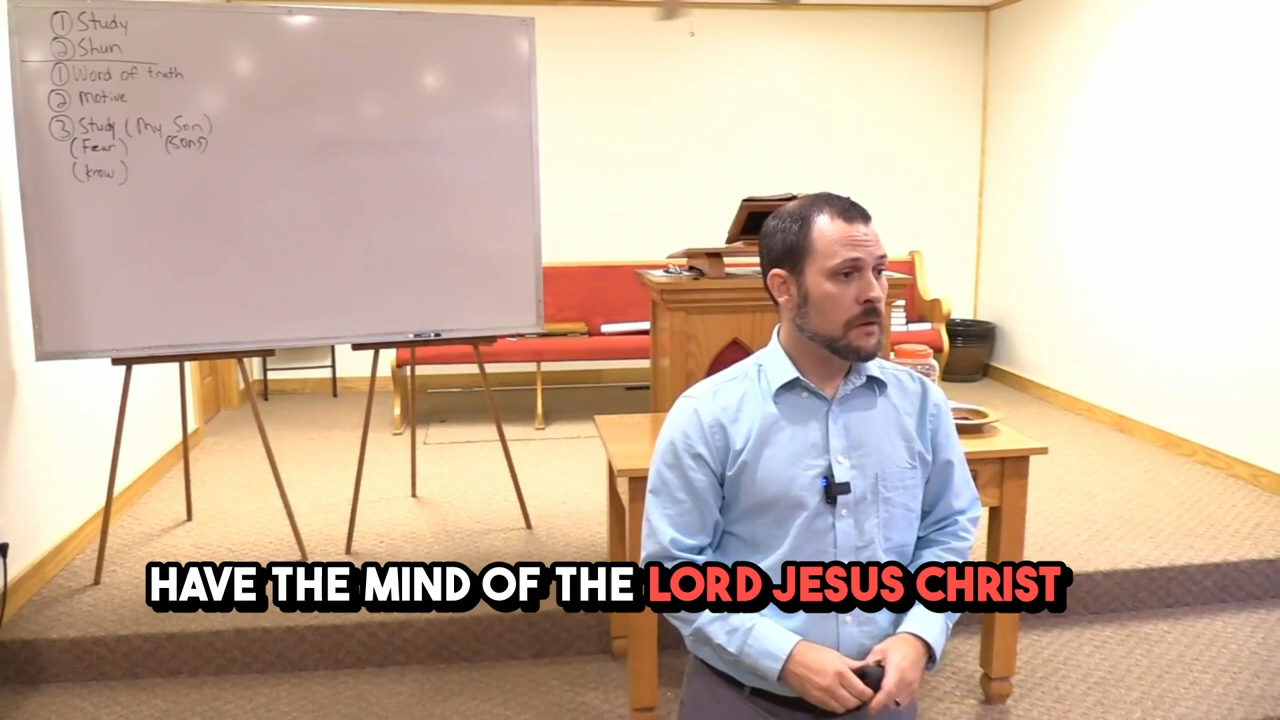 ① Study
② Shun
① Word of truth
② Motive
③ Study (My Son)
(Fear) (Sons)
(know)
HAVE THE MIND OF THE LORD JESUS CHRIST